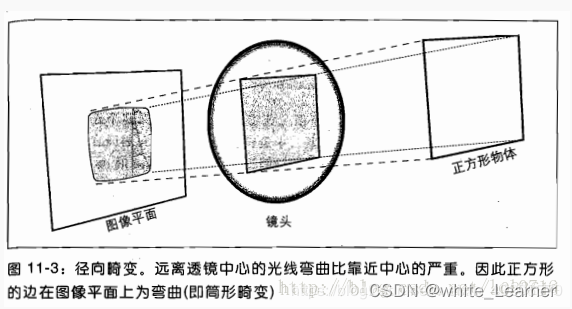 图像平面
镜头
正方形物体
图 11-3：径向畸变。远离透镜中心的光线弯曲比靠近中心的严重。因此正方形
的边在图像平面上为弯曲(即筒形畸变)
CSDN @white_Learner